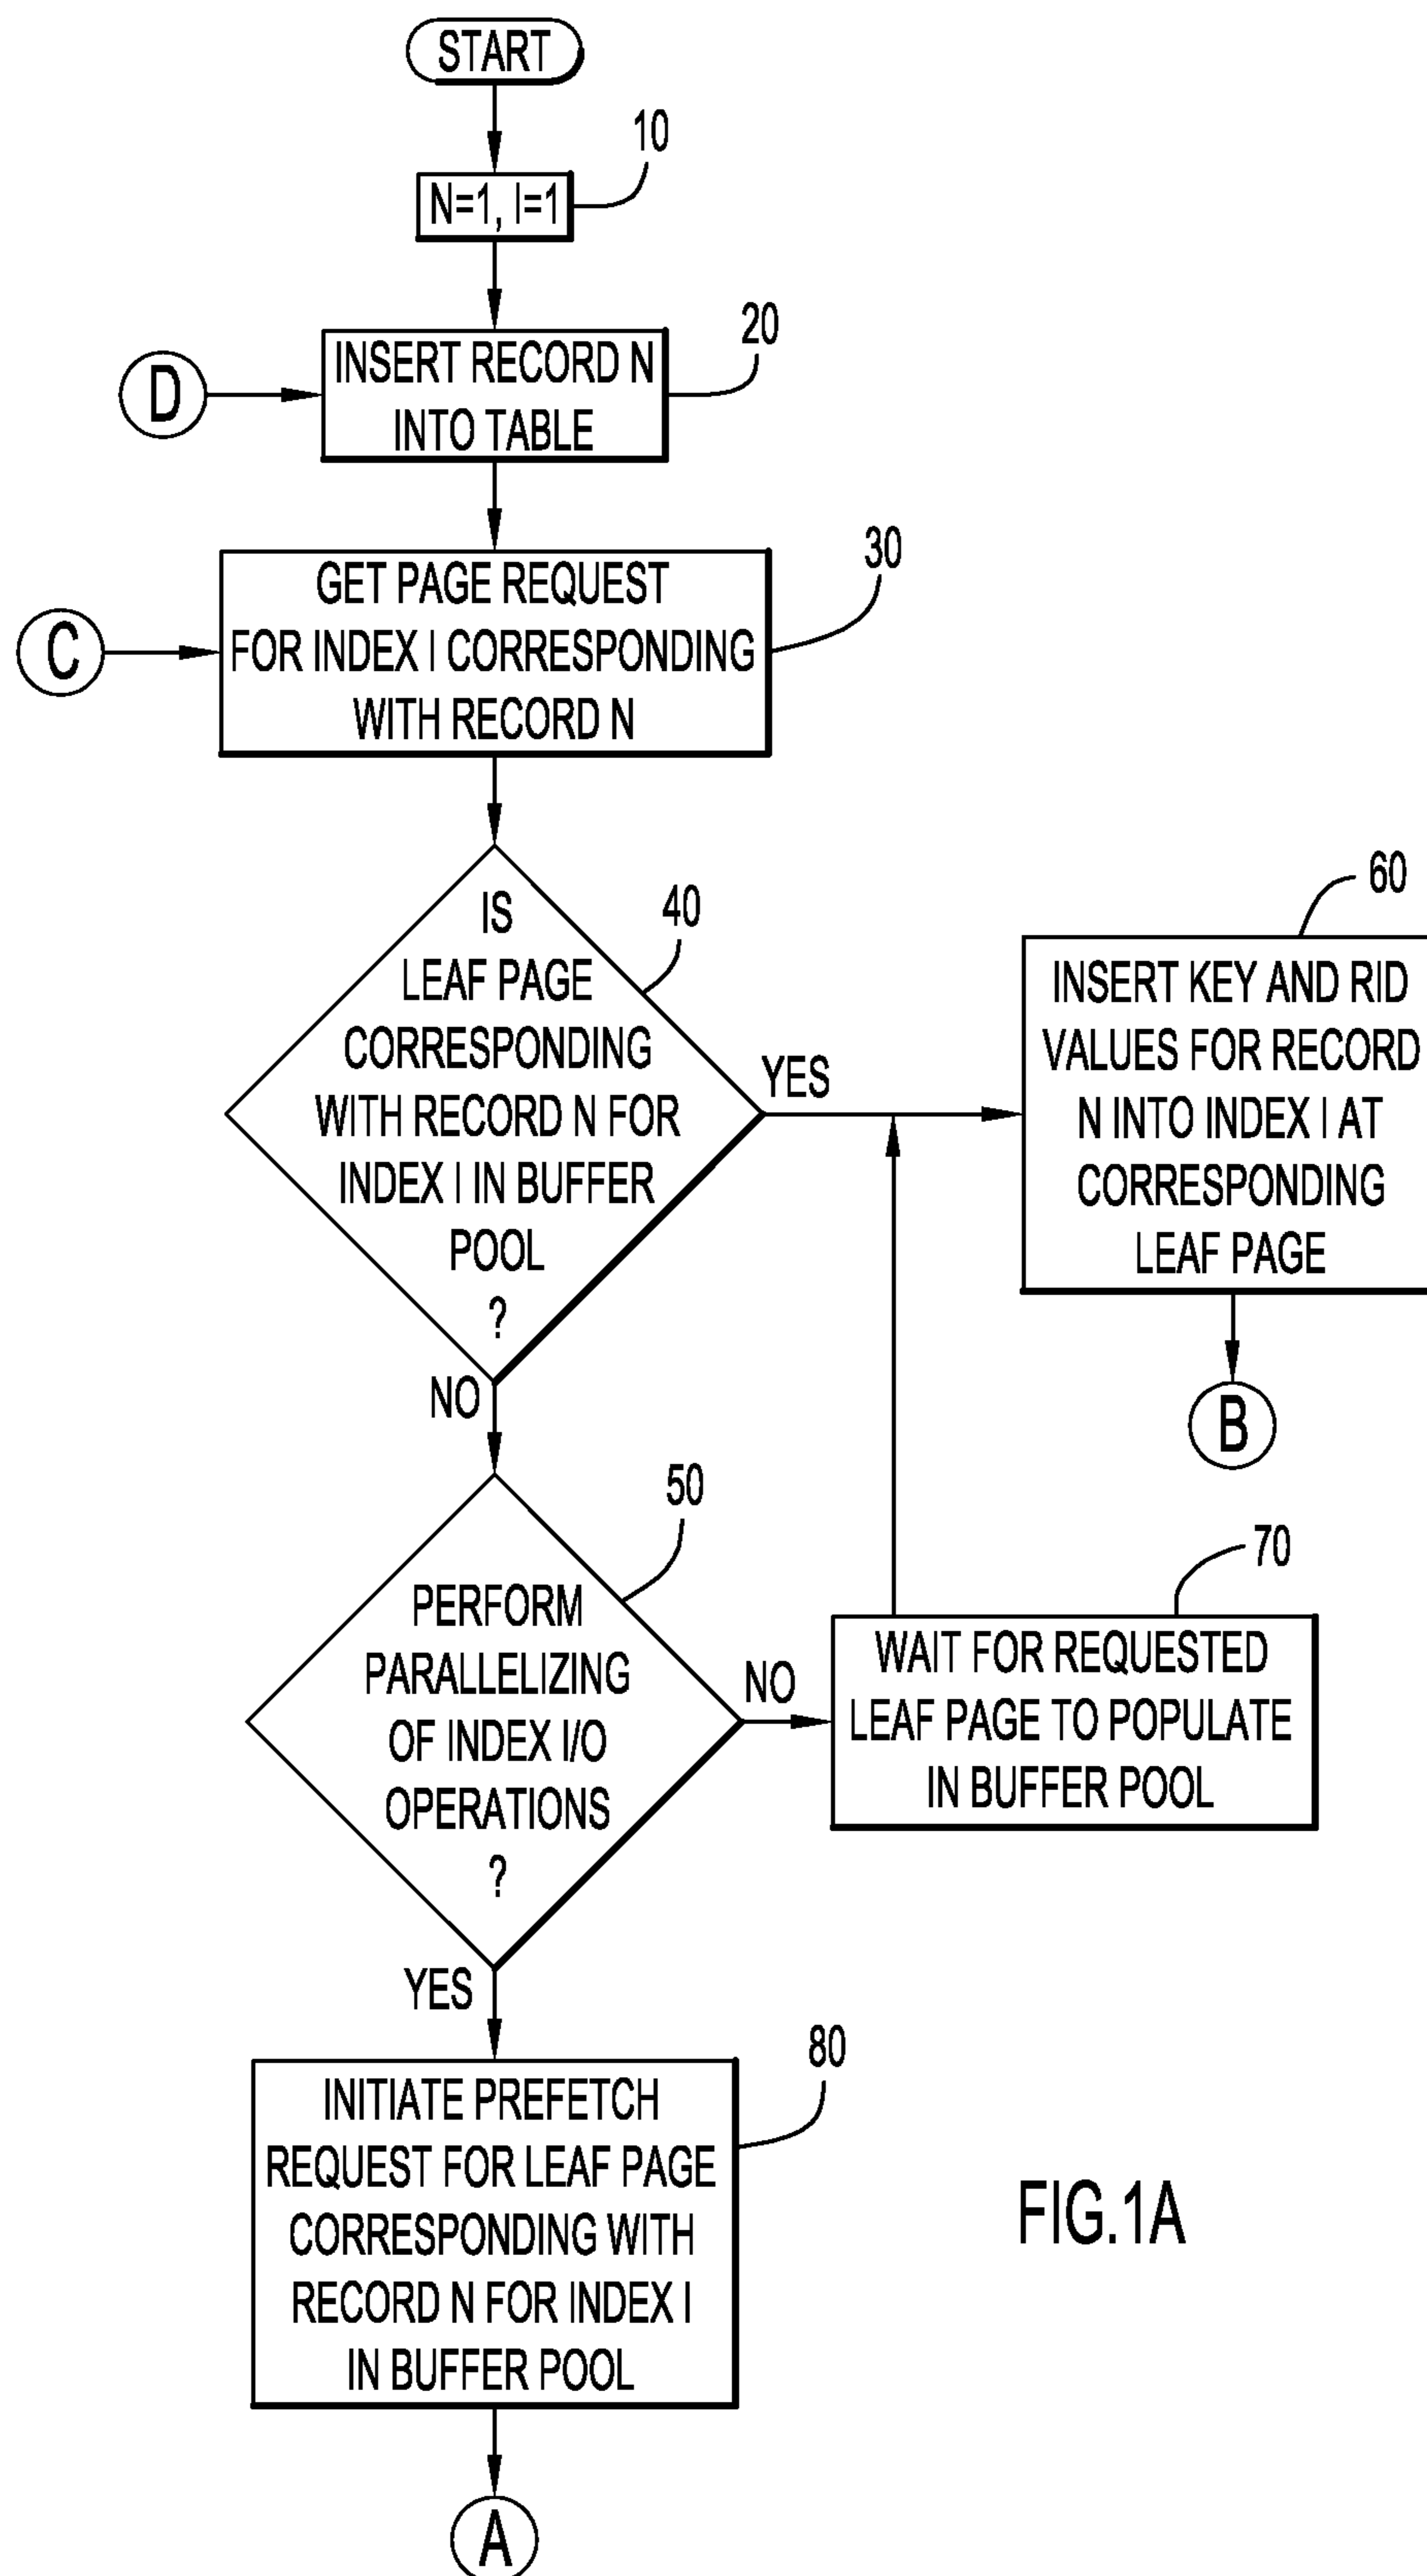 START
10
N=1, I=1
20
D
INSERT RECORD N
INTO TABLE
30
C
GET PAGE REQUEST
FOR INDEX I CORRESPONDING
WITH RECORD N
40
IS
LEAF PAGE
CORRESPONDING
WITH RECORD N FOR
INDEX I IN BUFFER
POOL
?
YES
60
INSERT KEY AND RID
VALUES FOR RECORD
N INTO INDEX I AT
CORRESPONDING
LEAF PAGE
B
NO
50
PERFORM
PARALLELIZING
OF INDEX I/O
OPERATIONS
?
NO
70
WAIT FOR REQUESTED
LEAF PAGE TO POPULATE
IN BUFFER POOL
YES
80
INITIATE PREFETCH
REQUEST FOR LEAF PAGE
CORRESPONDING WITH
RECORD N FOR INDEX I
IN BUFFER POOL
A
FIG.1A